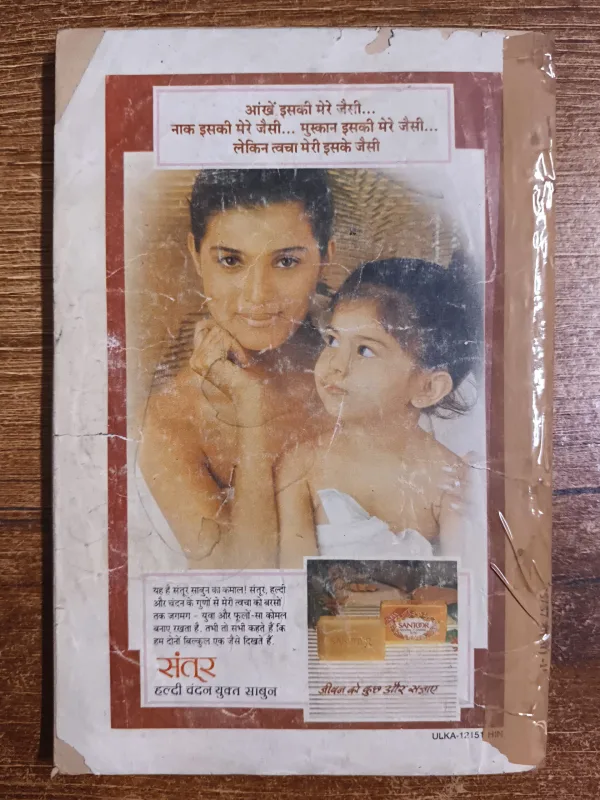 आंखें इसकी मेरे जैसी...
नाक इसकी मेरे जैसी... मुस्कान इसकी मेरे जैसी...
लेकिन त्वचा मेरी इसके जैसी
यह है संतूर साबुन का कमाल! संतूर, हल्दी
और चंदन के गुणों से मेरी त्वचा को बरसों
तक जगमग - युवा और फूलों-सा कोमल
बनाए रखता है. तभी तो सभी कहते हैं कि
हम दोनों बिल्कुल एक जैसे दिखते हैं.
संतूर
हल्दी चंदन युक्त साबुन
SANTOOR
जीवन को कुछ और सजाए
ULKA-12151 HIN